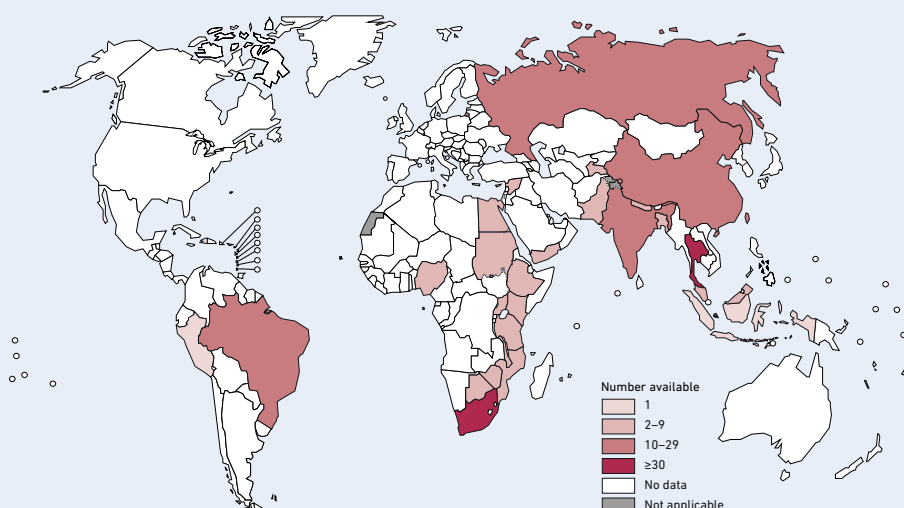 Number available
1
2–9
10–29
≥30
No data
Not applicable